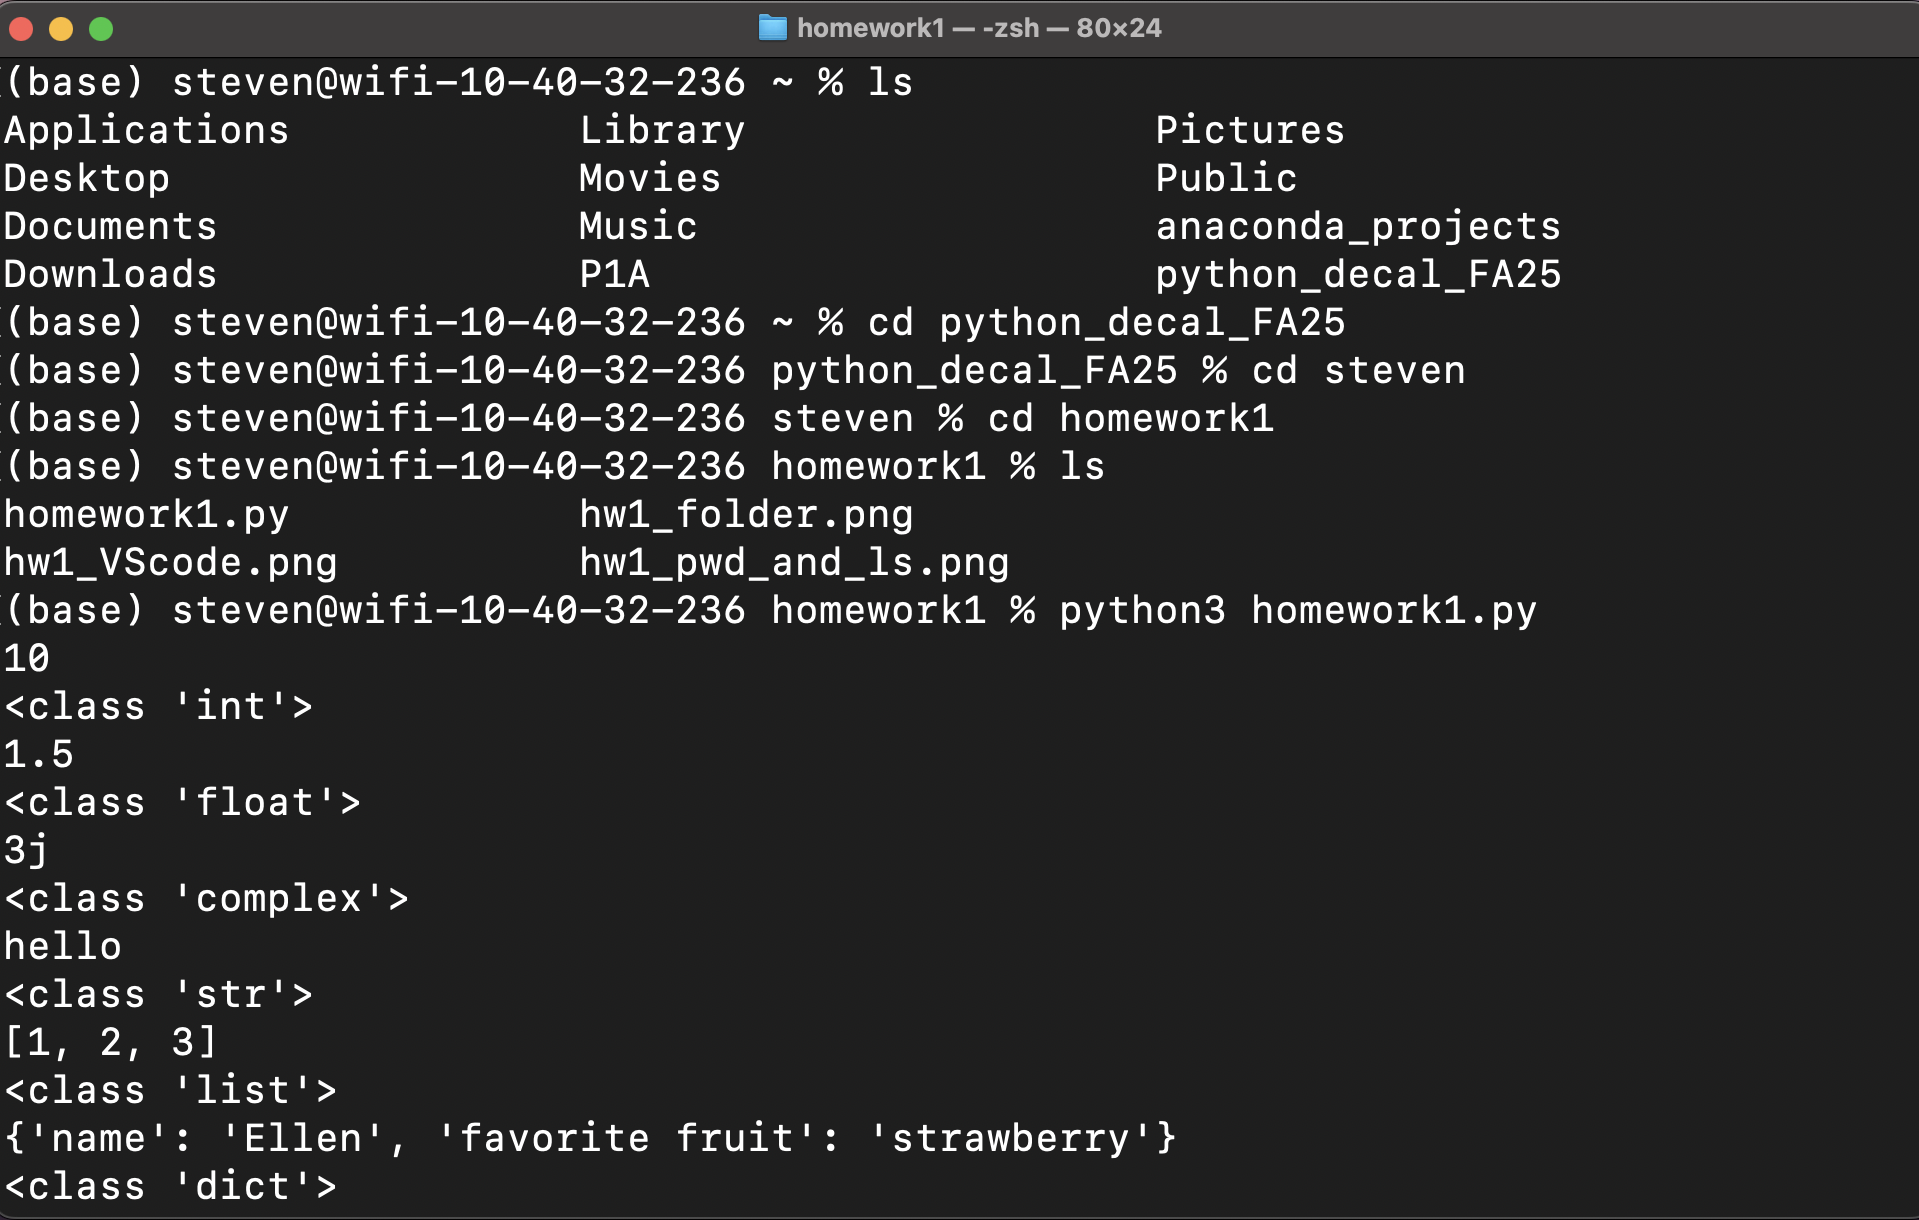 homework1 — -zsh — 80×24
(base) steven@wifi-10-40-32-236 ~ % ls
Applications Library Pictures
Desktop Movies Public
Documents Music anaconda_projects
Downloads P1A python_decal_FA25
(base) steven@wifi-10-40-32-236 ~ % cd python_decal_FA25
(base) steven@wifi-10-40-32-236 python_decal_FA25 % cd steven
(base) steven@wifi-10-40-32-236 steven % cd homework1
(base) steven@wifi-10-40-32-236 homework1 % ls
homework1.py hw1_folder.png
hw1_VScode.png hw1_pwd_and_ls.png
(base) steven@wifi-10-40-32-236 homework1 % python3 homework1.py
10
<class 'int'>
1.5
<class 'float'>
3j
<class 'complex'>
hello
<class 'str'>
[1, 2, 3]
<class 'list'>
{'name': 'Ellen', 'favorite fruit': 'strawberry'}
<class 'dict'>